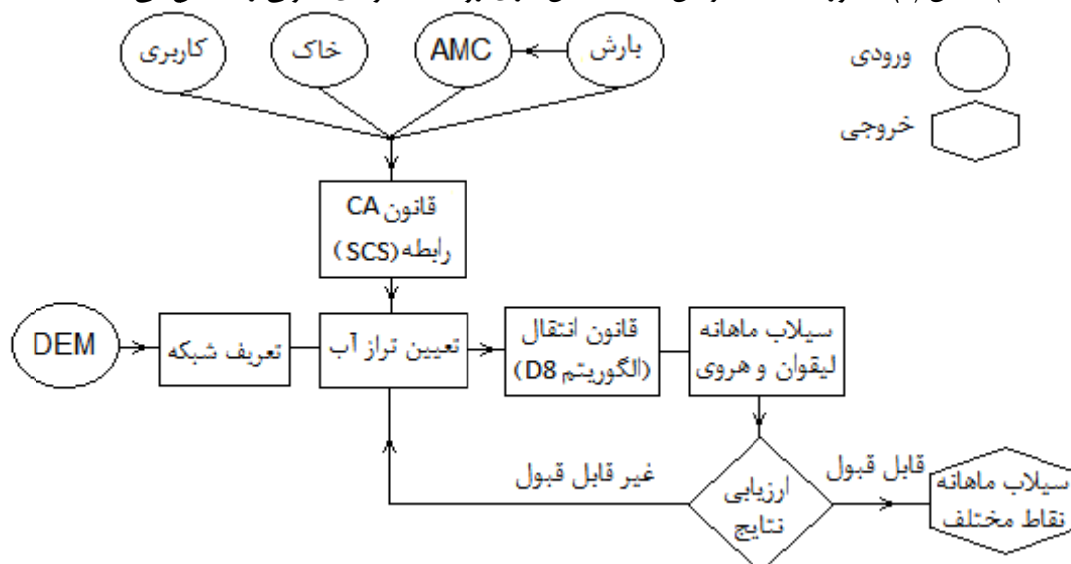 کاربری
خاک
AMC
بارش
ورودی
خروجی
قانون CA
رابطه (SCS)
DEM
تعریف شبکه
تعیین تراز آب
قانون انتقال
(الگوریتم D8)
سیلاب ماهانه
لیقوان و هروی
غیر قابل قبول
ارزیابی
نتایج
قابل قبول
سیلاب ماهانه
نقاط مختلف